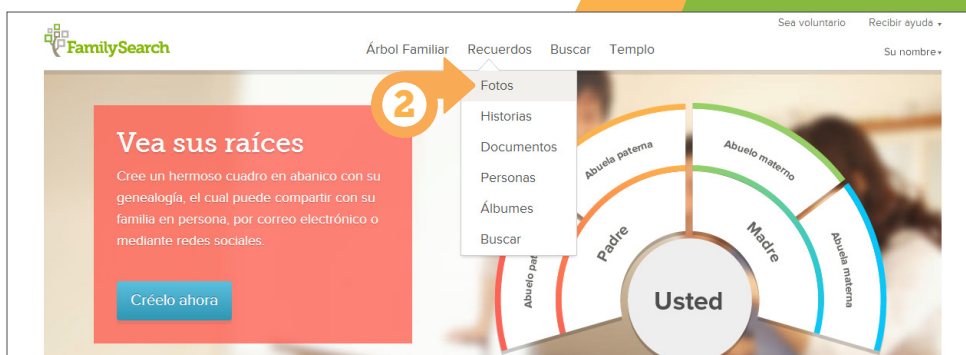 Sea voluntario Recibir ayuda
FamilySearch
Árbol Familiar Recuerdos Buscar Templo
Su nombre
2
Fotos
Historias
Documentos
Personas
Álbumes
Buscar
Vea sus raíces
Cree un hermoso cuadro en abanico con su
genealogía, el cual puede compartir con su
familia en persona, por correo electrónico o
mediante redes sociales.
Créelo ahora
Abuela paterna
Abuelo materno
Padre
Madre
Abuelo pat
Abuela materna
Usted